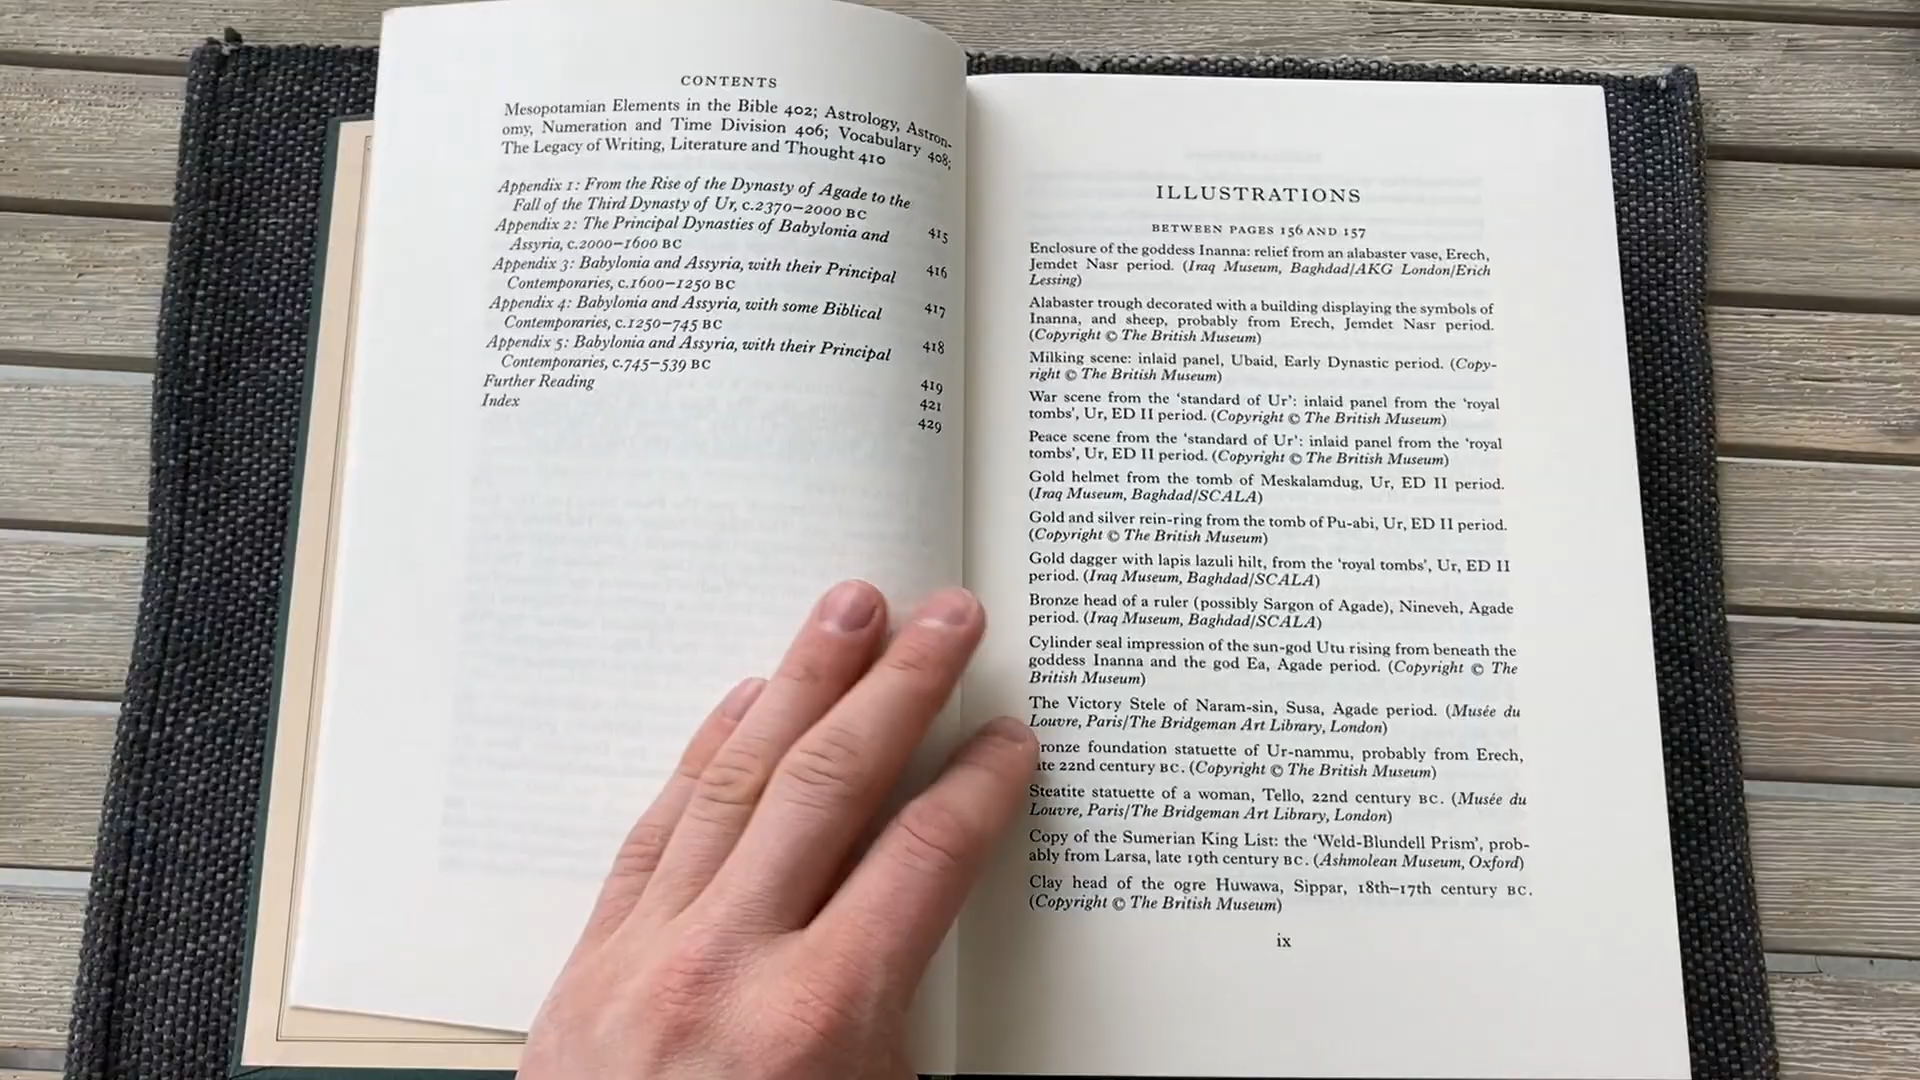 CONTENTS
Mesopotamian Elements in the Bible 402; Astrology, Astron-
omy, Numeration and Time Division 406; Vocabulary 408;
The Legacy of Writing, Literature and Thought 410
Appendix 1: From the Rise of the Dynasty of Agade to the
Fall of the Third Dynasty of Ur, c.2370–2000 BC
415
Appendix 2: The Principal Dynasties of Babylonia and
Assyria, c.2000–1600 BC
416
Appendix 3: Babylonia and Assyria, with their Principal
Contemporaries, c.1600–1250 BC
417
Appendix 4: Babylonia and Assyria, with some Biblical
Contemporaries, c.1250–745 BC
418
Appendix 5: Babylonia and Assyria, with their Principal
Contemporaries, c.745–539 BC
419
Further Reading 421
Index 429
ILLUSTRATIONS
BETWEEN PAGES 156 AND 157
Enclosure of the goddess Inanna: relief from an alabaster vase, Erech,
Jemdet Nasr period. (Iraq Museum, Baghdad/AKG London/Erich
Lessing)
Alabaster trough decorated with a building displaying the symbols of
Inanna, and sheep, probably from Erech, Jemdet Nasr period.
(Copyright © The British Museum)
Milking scene: inlaid panel, Ubaid, Early Dynastic period. (Copy-
right © The British Museum)
War scene from the ‘standard of Ur’: inlaid panel from the ‘royal
tombs’, Ur, ED II period. (Copyright © The British Museum)
Peace scene from the ‘standard of Ur’: inlaid panel from the ‘royal
tombs’, Ur, ED II period. (Copyright © The British Museum)
Gold helmet from the tomb of Meskalamdug, Ur, ED II period.
(Iraq Museum, Baghdad/SCALA)
Gold and silver rein-ring from the tomb of Pu-abi, Ur, ED II period.
(Copyright © The British Museum)
Gold dagger with lapis lazuli hilt, from the ‘royal tombs’, Ur, ED II
period. (Iraq Museum, Baghdad/SCALA)
Bronze head of a ruler (possibly Sargon of Agade), Nineveh, Agade
period. (Iraq Museum, Baghdad/SCALA)
Cylinder seal impression of the sun-god Utu rising from beneath the
goddess Inanna and the god Ea, Agade period. (Copyright © The
British Museum)
The Victory Stele of Naram-sin, Susa, Agade period. (Musée du
Louvre, Paris/The Bridgeman Art Library, London)
Bronze foundation statuette of Ur-nammu, probably from Erech,
late 22nd century BC. (Copyright © The British Museum)
Steatite statuette of a woman, Tello, 22nd century BC. (Musée du
Louvre, Paris/The Bridgeman Art Library, London)
Copy of the Sumerian King List: the ‘Weld-Blundell Prism’, prob-
ably from Larsa, late 19th century BC. (Ashmolean Museum, Oxford)
Clay head of the ogre Huwawa, Sippar, 18th–17th century BC.
(Copyright © The British Museum)
ix